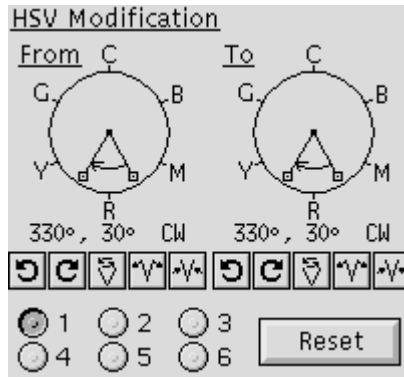 HSV Modification
From To
C C
G B G B
Y M Y M
R R
330°, 30° CW 330°, 30° CW
1 2 3
4 5 6
Reset